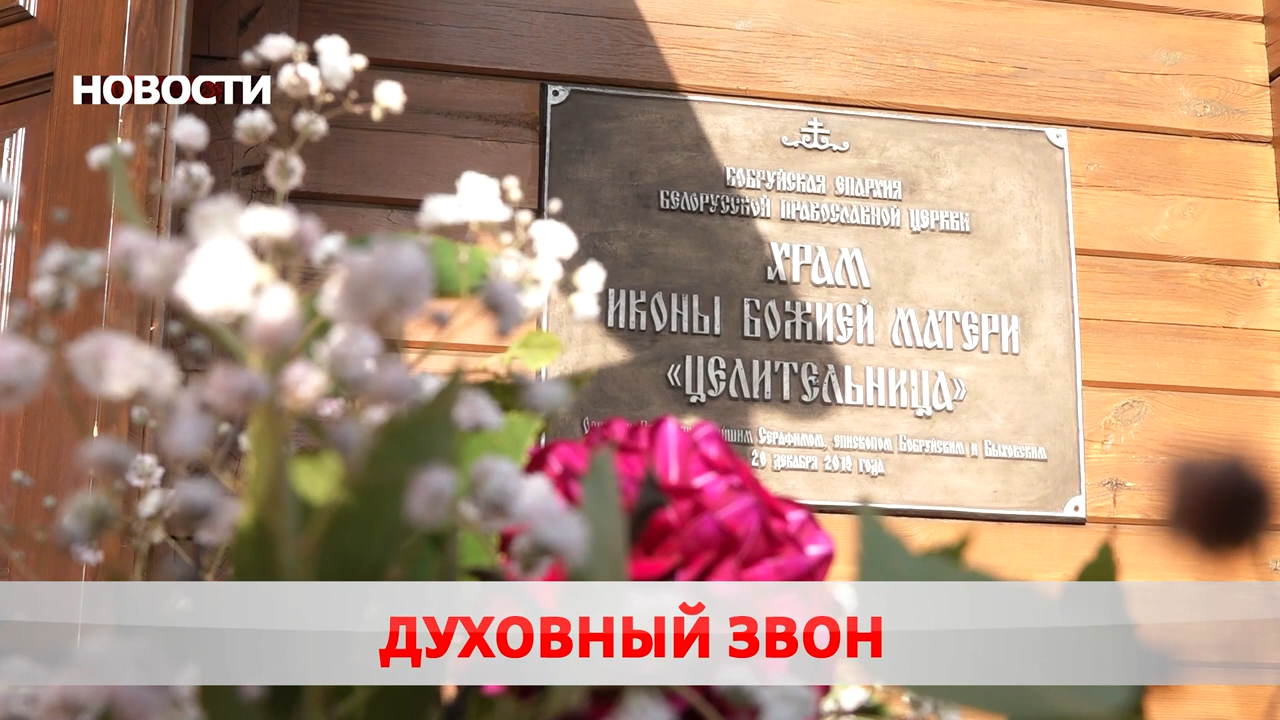 НОВОСТИ
БОБРУЙСКАЯ ЕПАРХИЯ
БЕЛОРУССКОЙ ПРАВОСЛАВНОЙ ЦЕРКВИ
ХРАМ
ИКОНЫ БОЖИЕЙ МАТЕРИ
«ЦЕЛИТЕЛЬНИЦА»
Серафимом, епископом Бобруйским и Быховским
20 декабря 2018 года
ДУХОВНЫЙ ЗВОН